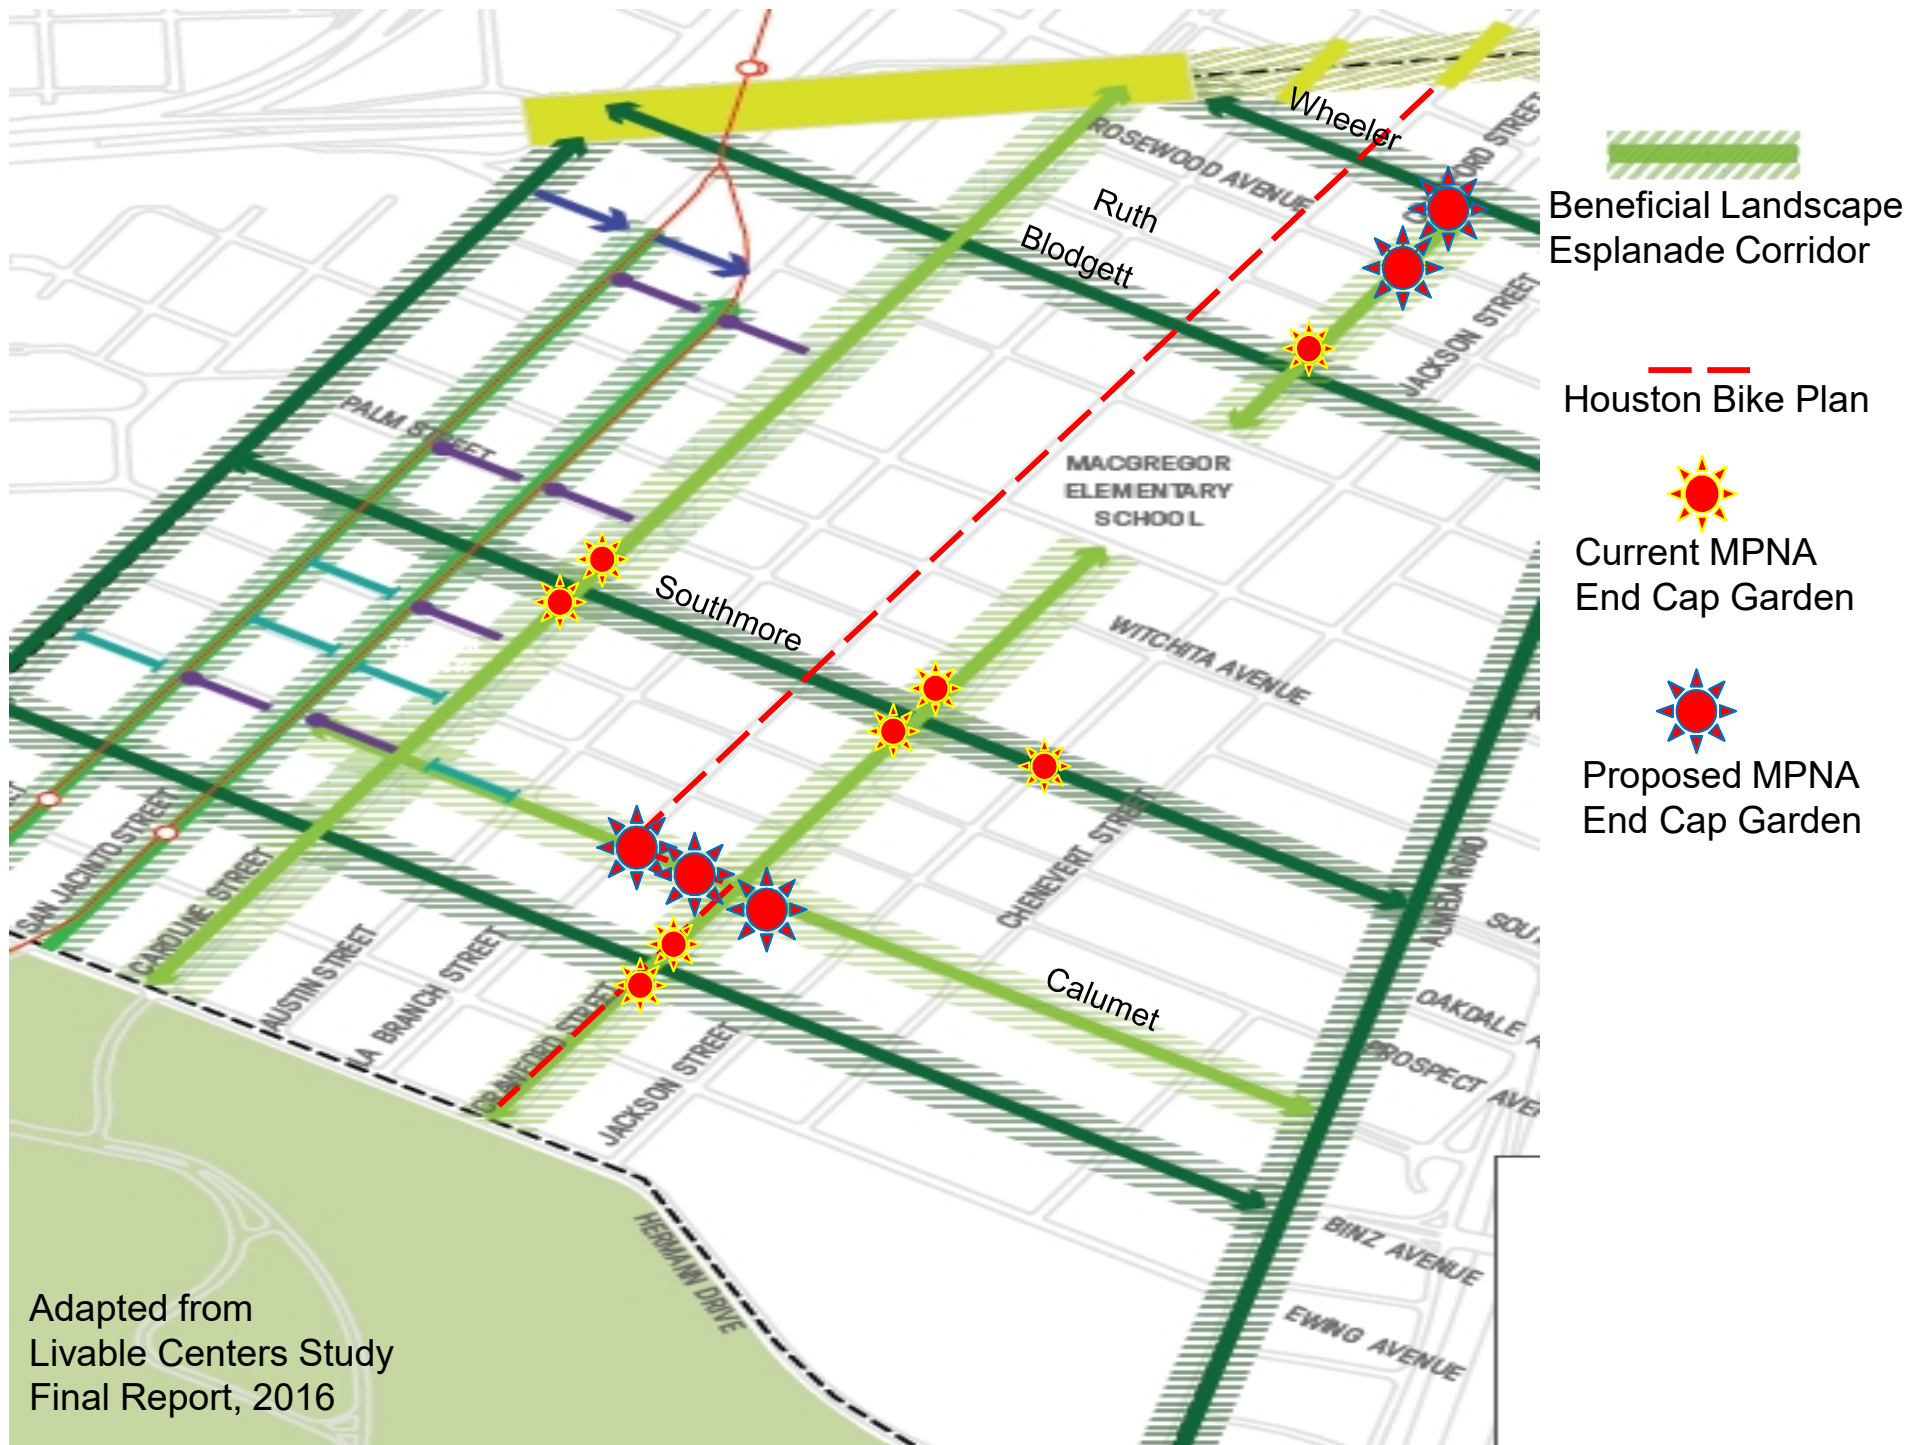 Wheeler
ROSEWOOD AVENUE
Ruth
Blodgett
JACKSON STREET
PALM STREET
MACGREGOR
ELEMENTARY
SCHOOL
Southmore
WITCHITA AVENUE
CHENEVERT STREET
ALMEDA ROAD
SAN JACINTO STREET
CAROLINE STREET
AUSTIN STREET
LA BRANCH STREET
CRAWFORD STREET
JACKSON STREET
Calumet
OAKDALE A
PROSPECT AVE
BINZ AVENUE
EWING AVENUE
HERMANN DRIVE
Adapted from
Livable Centers Study
Final Report, 2016
Beneficial Landscape
Esplanade Corridor
Houston Bike Plan
Current MPNA
End Cap Garden
Proposed MPNA
End Cap Garden